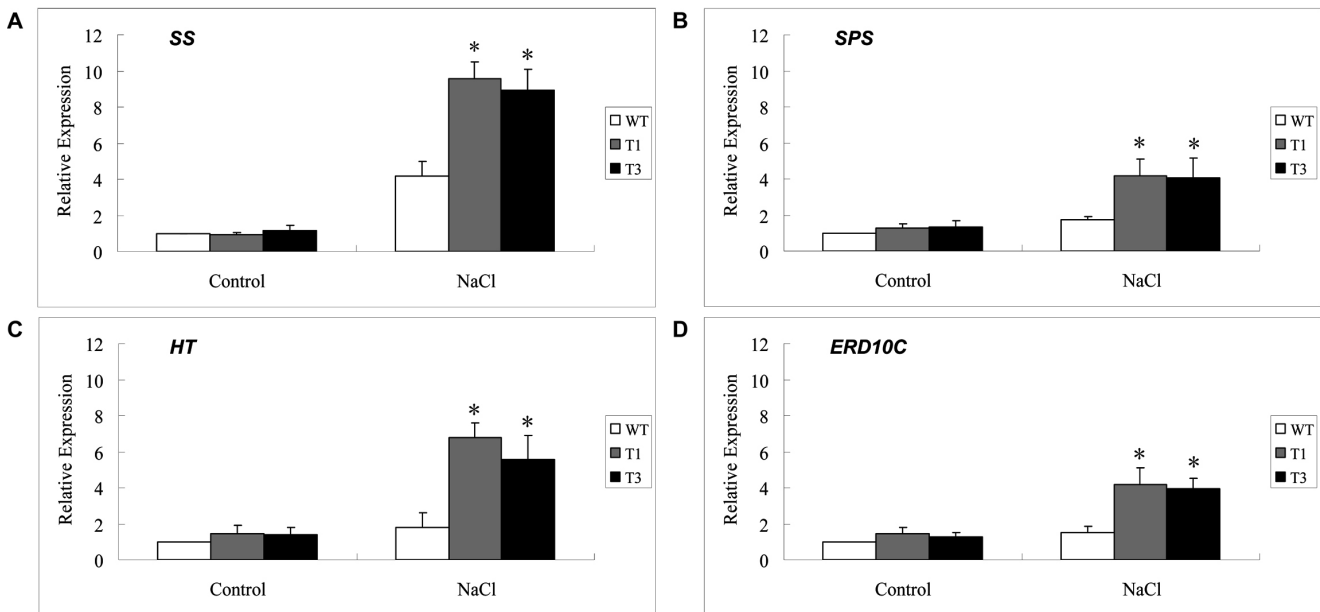 A
SS
Relative Expression
12
10
8
6
4
2
0
* *
Control
NaCl
WT
T1
T3
B
SPS
Relative Expression
12
10
8
6
4
2
0
* *
Control
NaCl
WT
T1
T3
C
HT
Relative Expression
12
10
8
6
4
2
0
* *
Control
NaCl
WT
T1
T3
D
ERD10C
Relative Expression
12
10
8
6
4
2
0
* *
Control
NaCl
WT
T1
T3